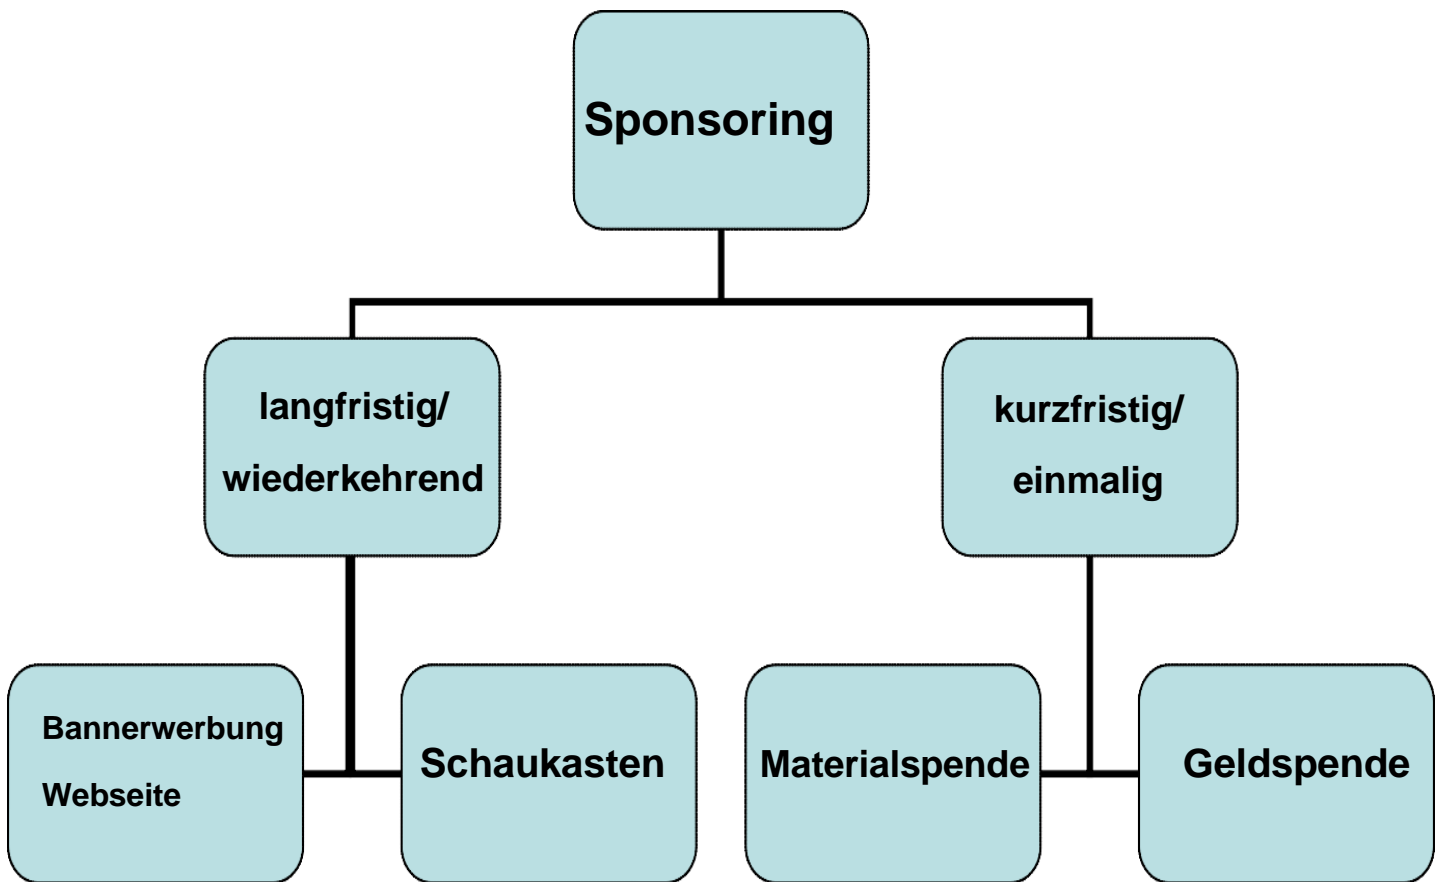 Sponsoring
langfristig/
wiederkehrend
kurzfristig/
einmalig
Bannerwerbung
Webseite
Schaukasten
Materialspende
Geldspende